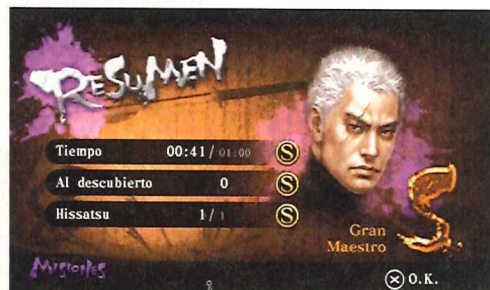 RESUMEN
Tiempo 00:41/01:00 S
Al descubierto 0 S
Hissatsu 1/1 S
Gran
Maestro
S
Misiones
ⓧ O.K.